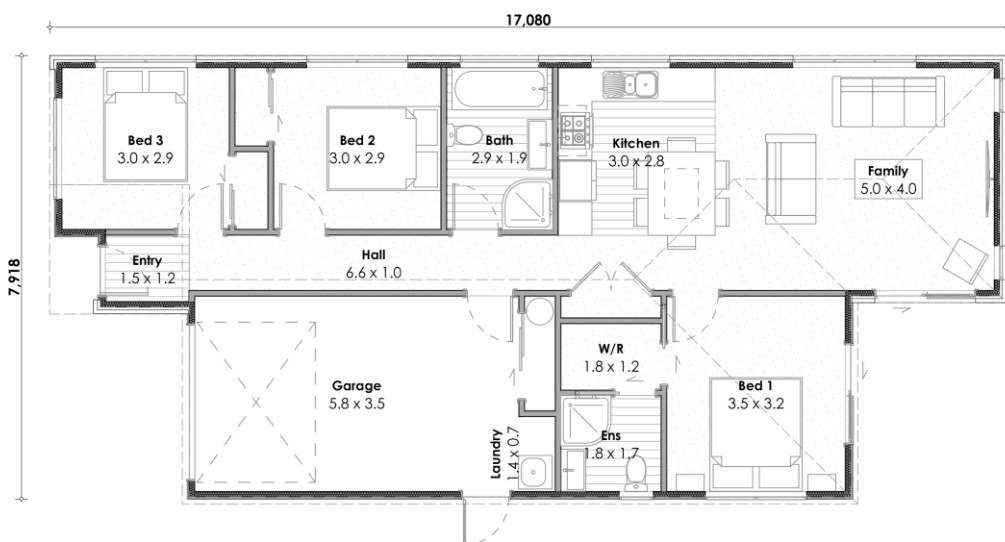 17,080
7,918
Bed 3
3.0 x 2.9
Bed 2
3.0 x 2.9
Bath
2.9 x 1.9
Kitchen
3.0 x 2.8
Family
5.0 x 4.0
Entry
1.5 x 1.2
Hall
6.6 x 1.0
Garage
5.8 x 3.5
Laundry
1.4 x 0.7
W/R
1.8 x 1.2
Ens
1.8 x 1.7
Bed 1
3.5 x 3.2